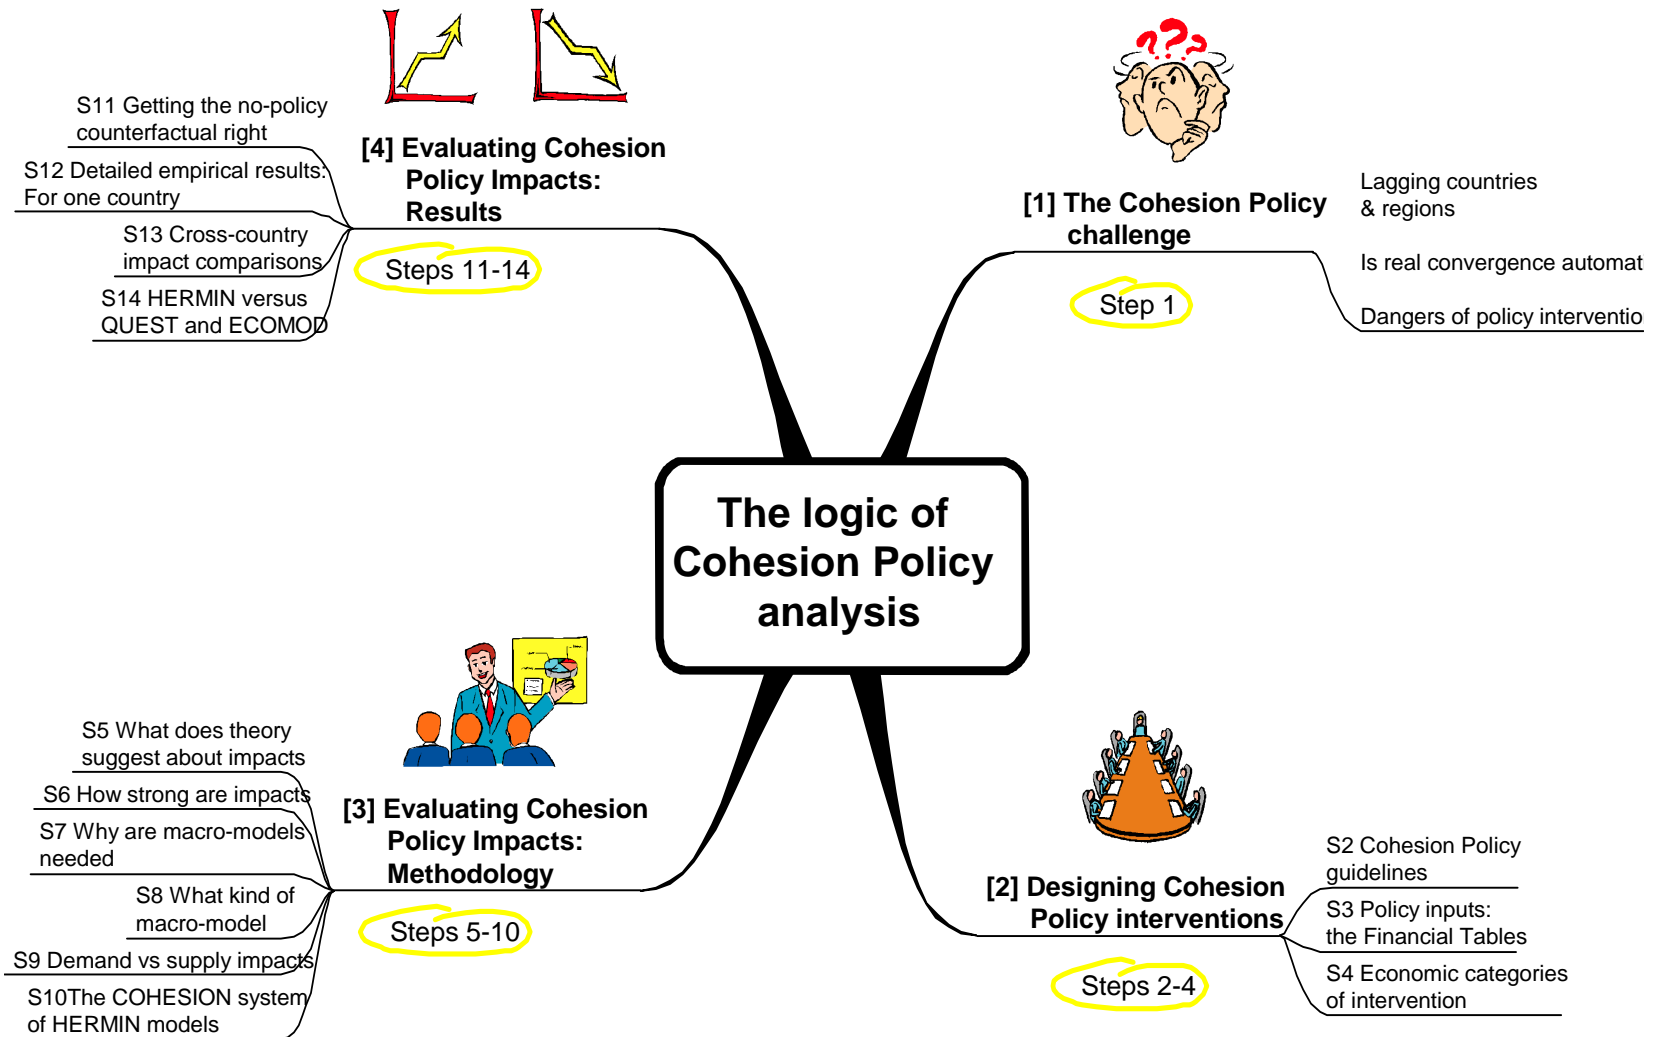 The logic of
Cohesion Policy
analysis
???
[1] The Cohesion Policy
challenge
Step 1
Lagging countries
& regions
Is real convergence
Dangers of policy
[2] Designing Cohesion
Policy interventions
Steps 2-4
S2 Cohesion Policy
guidelines
S3 Policy inputs:
the Financial Tables
S4 Economic categories
of intervention
[3] Evaluating Cohesion
Policy Impacts:
Methodology
Steps 5-10
S5 What does theory
suggest about impacts
S6 How strong are impacts
S7 Why are macro-models
needed
S8 What kind of
macro-model
S9 Demand vs supply impacts
S10The COHESION system
of HERMIN models
[4] Evaluating Cohesion
Policy Impacts:
Results
Steps 11-14
S11 Getting the no-policy
counterfactual right
S12 Detailed empirical results:
For one country
S13 Cross-country
impact comparisons
S14 HERMIN versus
QUEST and ECOMOD